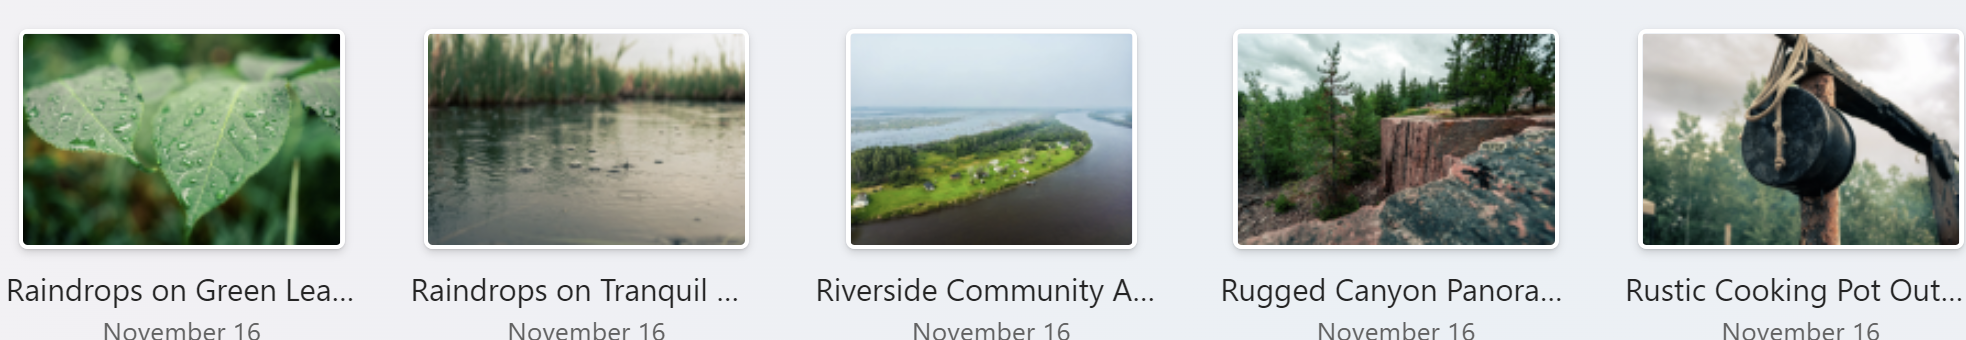 Raindrops on Green Lea...
November 16
Raindrops on Tranquil ...
November 16
Riverside Community A...
November 16
Rugged Canyon Panora...
November 16
Rustic Cooking Pot Out...
November 16